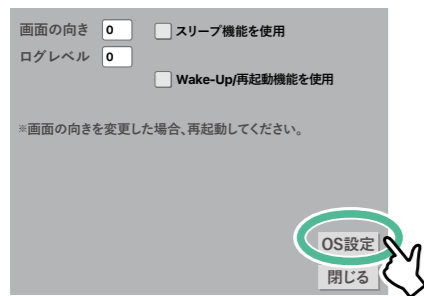 画面の向き 0 スリープ機能を使用
ログレベル 0
Wake-Up/再起動機能を使用
※画面の向きを変更した場合、再起動してください。
OS設定
閉じる